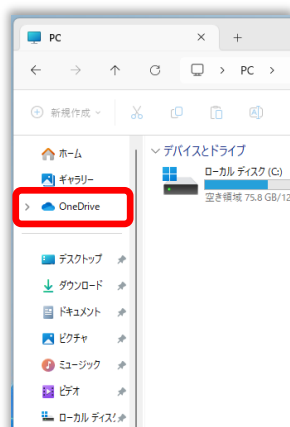 PC
PC
新規作成
ホーム
ギャラリー
OneDrive
デスクトップ
ダウンロード
ドキュメント
ピクチャ
ミュージック
ビデオ
ローカル ディスク
デバイスとドライブ
ローカル ディスク (C:)
空き領域 75.8 GB/12